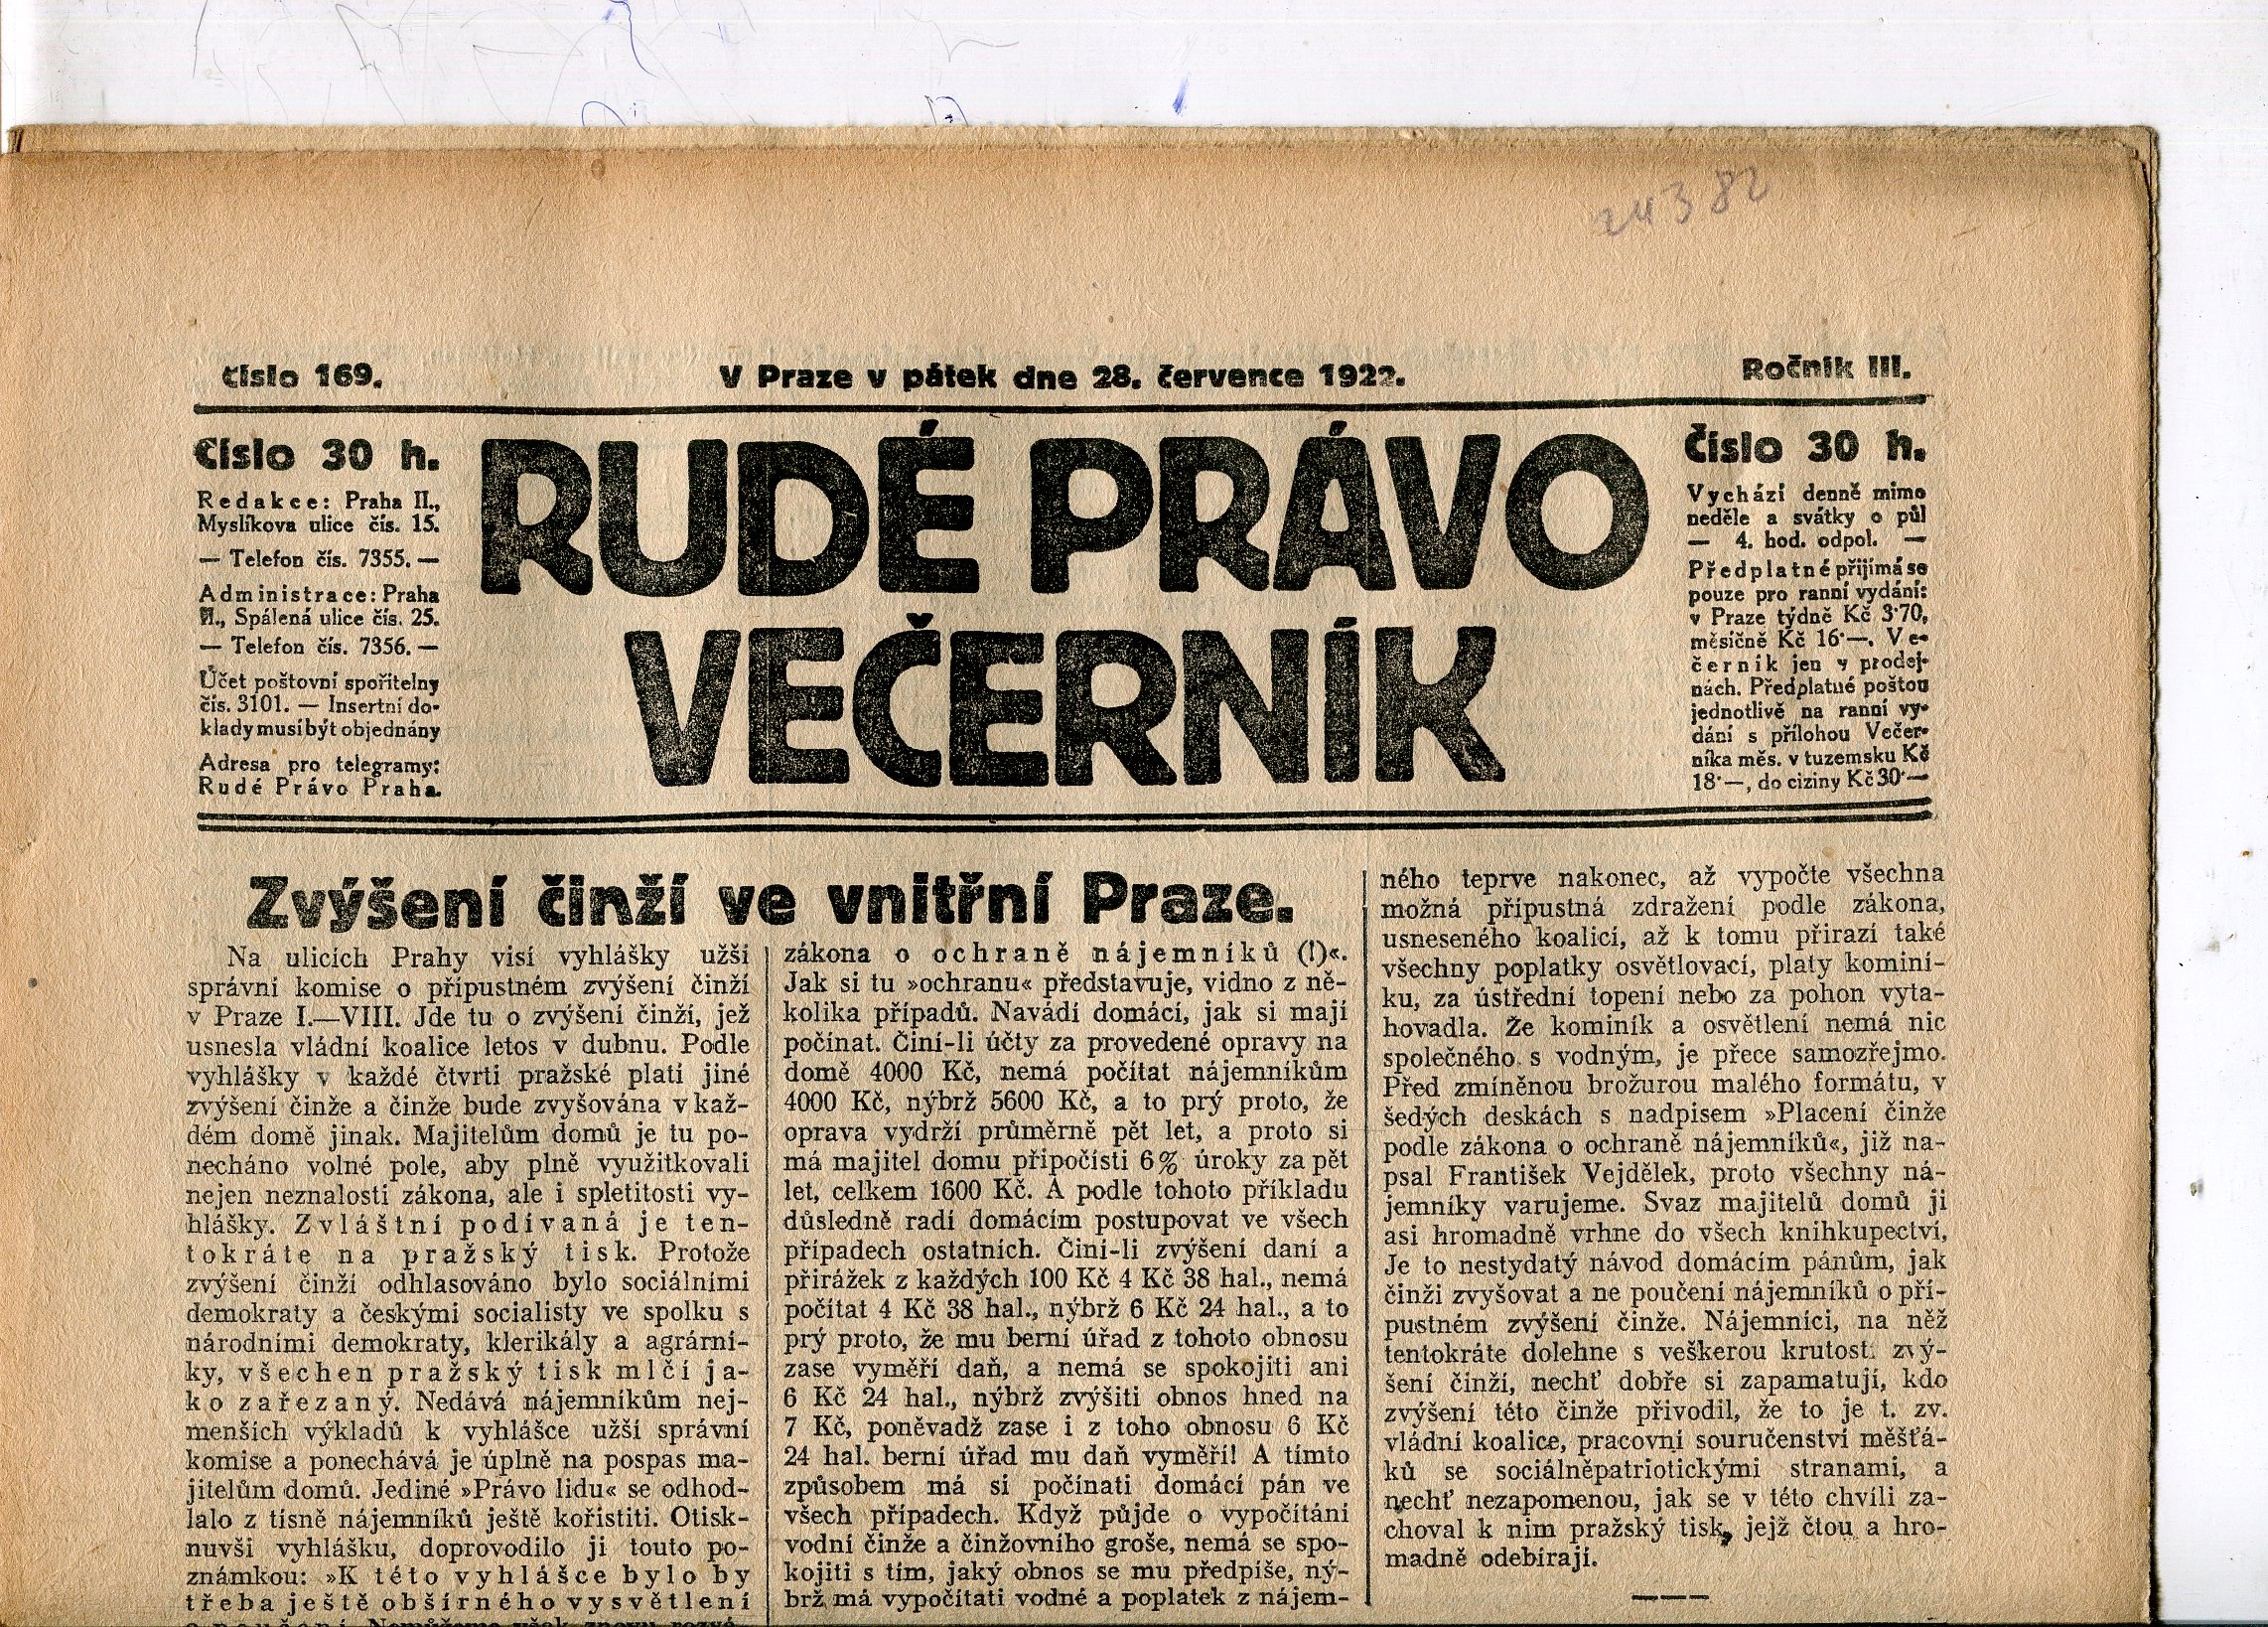 24382
Číslo 169.
V Praze v pátek dne 28. července 1922.
Ročník III.
Číslo 30 h.
Redakce: Praha II.,
Myslíkova ulice čís. 15.
— Telefon čís. 7355. —
Administrace: Praha
II., Spálená ulice čís. 25.
— Telefon čís. 7356. —
Účet poštovní spořitelny
čís. 3101. — Insertní do-
klady musí být objednány
Adresa pro telegramy:
Rudé Právo Praha.
RUDÉ PRÁVO
VEČERNÍK
Číslo 30 h.
Vychází denně mimo
neděle a svátky o půl
— 4. hod. odpol. —
Předplatné přijímá se
pouze pro ranní vydání:
v Praze týdně Kč 3·70,
měsíčně Kč 16·—. Ve-
černík jen v prodej-
nách. Předplatné poštou
jednotlivě na ranní vy-
dání s přílohou Večer-
níka měs. v tuzemsku Kč
18·—, do ciziny Kč 30·—
Zvýšení činží ve vnitřní Praze.
Na ulicích Prahy visí vyhlášky užší
správní komise o přípustném zvýšení činží
v Praze I.—VIII. Jde tu o zvýšení činží, jež
usnesla vládní koalice letos v dubnu. Podle
vyhlášky v každé čtvrti pražské platí jiné
zvýšení činže a činže bude zvyšována v kaž-
dém domě jinak. Majitelům domů je tu po-
necháno volné pole, aby plně využitkovali
nejen neznalosti zákona, ale i spletitosti vy-
hlášky. Zvláštní podívaná je ten-
tokráte na pražský tisk. Protože
zvýšení činží odhlasováno bylo sociálními
demokraty a českými socialisty ve spolku s
národními demokraty, klerikály a agrární-
ky, všechen pražský tisk mlčí ja-
ko zařezaný. Nedává nájemníkům nej-
menších výkladů k vyhlášce užší správní
komise a ponechává je úplně na pospas ma-
jitelům domů. Jediné »Právo lidu« se odhod-
lalo z tísně nájemníků ještě kořistiti. Otisk-
nuvši vyhlášku, doprovodilo ji touto po-
známkou: »K této vyhlášce bylo by
třeba ještě obšírného vysvětlení
a poučení. Nemůžeme však znovu rozvá-
zákona o ochraně nájemníků (!)«.
Jak si tu »ochranu« představuje, vidno z ně-
kolika případů. Navádí domácí, jak si mají
počínat. Činí-li účty za provedené opravy na
domě 4000 Kč, nemá počítat nájemníkům
4000 Kč, nýbrž 5600 Kč, a to prý proto, že
oprava vydrží průměrně pět let, a proto si
má majitel domu připočísti 6% úroky za pět
let, celkem 1600 Kč. A podle tohoto příkladu
důsledně radí domácím postupovat ve všech
případech ostatních. Činí-li zvýšení daní a
přirážek z každých 100 Kč 4 Kč 38 hal., nemá
počítat 4 Kč 38 hal., nýbrž 6 Kč 24 hal., a to
prý proto, že mu berní úřad z tohoto obnosu
zase vyměří daň, a nemá se spokojiti ani
6 Kč 24 hal., nýbrž zvýšiti obnos hned na
7 Kč, poněvadž zase i z toho obnosu 6 Kč
24 hal. berní úřad mu daň vyměří! A tímto
způsobem má si počínati domácí pán ve
všech případech. Když půjde o vypočítání
vodní činže a činžovního groše, nemá se spo-
kojiti s tím, jaký obnos se mu předpíše, ný-
brž má vypočítati vodné a poplatek z nájem-
ného teprve nakonec, až vypočte všechna
možná přípustná zdražení podle zákona,
usneseného koalicí, až k tomu přirazí také
všechny poplatky osvětlovací, platy komini-
ku, za ústřední topení nebo za pohon vyta-
hovadla. Že kominík a osvětlení nemá nic
společného s vodným, je přece samozřejmo.
Před zmíněnou brožurou malého formátu, v
šedých deskách s nadpisem »Placení činže
podle zákona o ochraně nájemníků«, již na-
psal František Vejdělek, proto všechny ná-
jemníky varujeme. Svaz majitelů domů ji
asi hromadně vrhne do všech knihkupectví,
Je to nestydatý návod domácím pánům, jak
činži zvyšovat a ne poučení nájemníků o pří-
pustném zvýšení činže. Nájemníci, na něž
tentokráte dolehne s veškerou krutostí zvý-
šení činží, nechť dobře si zapamatují, kdo
zvýšení této činže přivodil, že to je t. zv.
vládní koalice, pracovní souručenství měšťá-
ků se sociálněpatriotickými stranami, a
nechť nezapomenou, jak se v této chvíli za-
choval k nim pražský tisk, jejž čtou a hro-
madně odebírají.